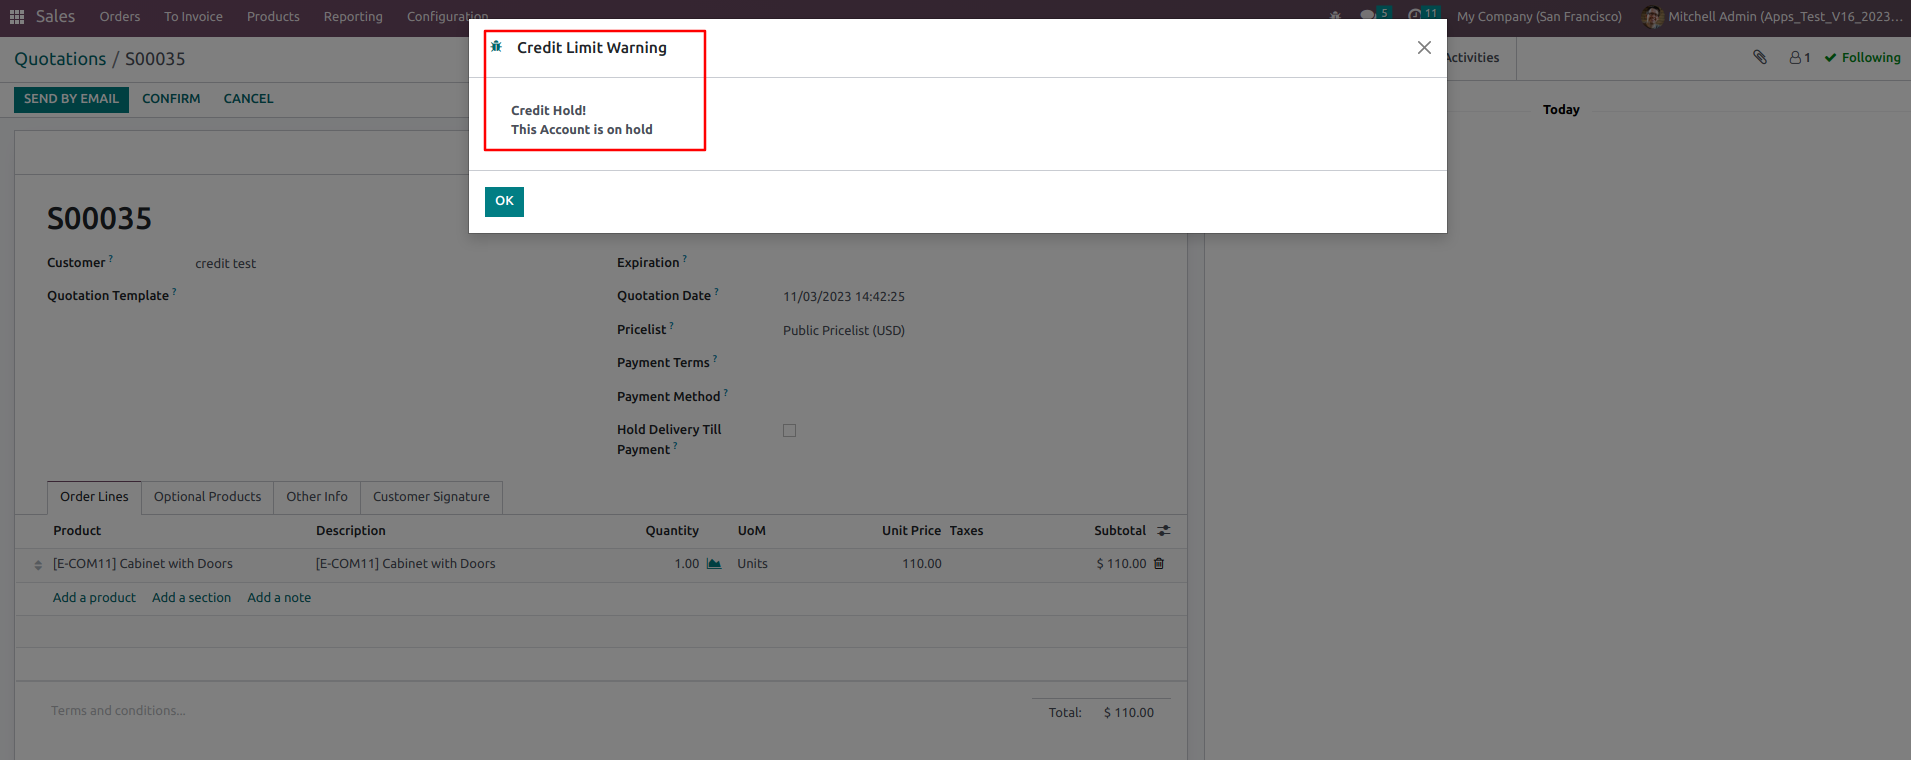 Sales Orders To Invoice Products Reporting Configuration 5 11 My Company (San Francisco) Mitchell Admin (Apps_Test_V16_2023...
Credit Limit Warning
Quotations / S00035
Activities 1 Following
SEND BY EMAIL CONFIRM CANCEL
Credit Hold!
This Account is on hold
Today
OK
S00035
Customer ? credit test
Quotation Template ?
Expiration ?
Quotation Date ? 11/03/2023 14:42:25
Pricelist ? Public Pricelist (USD)
Payment Terms ?
Payment Method ?
Hold Delivery Till
Payment ?
Order Lines Optional Products Other Info Customer Signature
Product Description Quantity UoM Unit Price Taxes Subtotal
[E-COM11] Cabinet with Doors [E-COM11] Cabinet with Doors 1.00 Units 110.00 $ 110.00
Add a product Add a section Add a note
Terms and conditions...
Total: $ 110.00